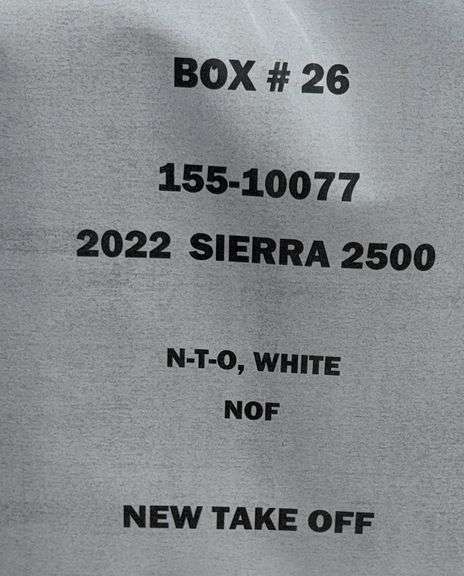 BOX # 26
155-10077
2022 SIERRA 2500
N-T-O, WHITE
NOF
NEW TAKE OFF